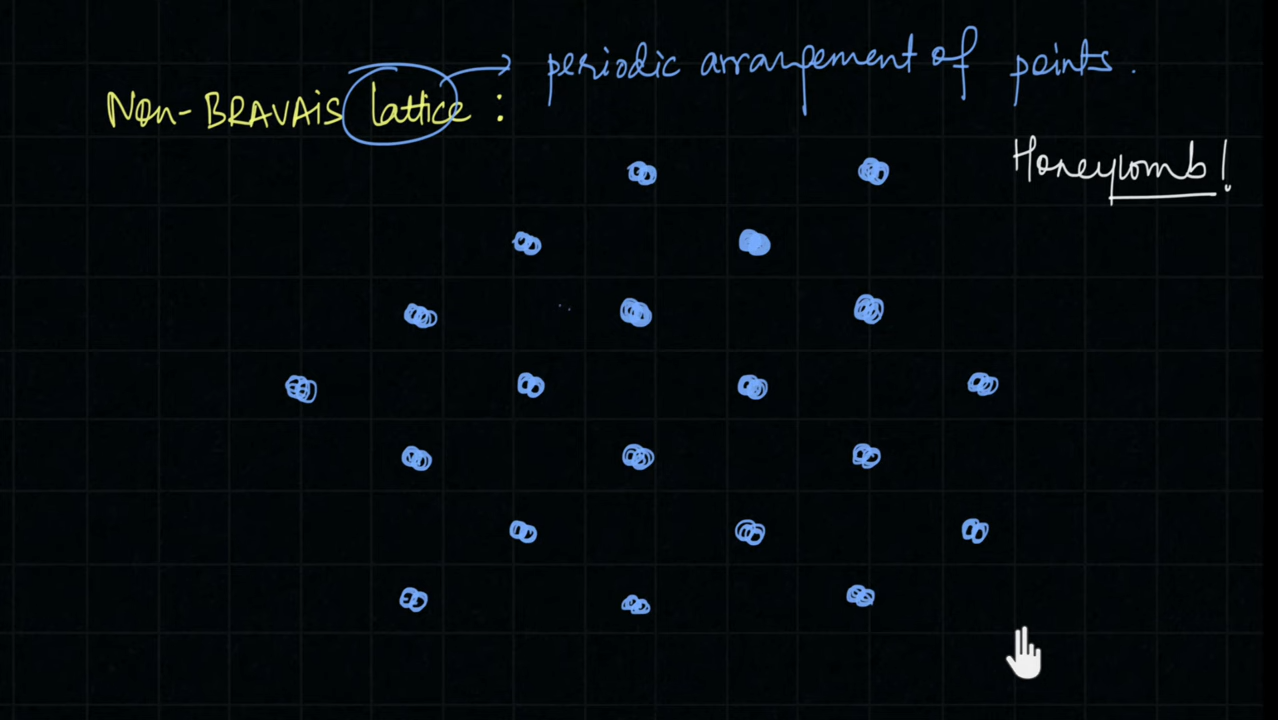 periodic arrangement of points.
Non-BRAVAIS lattice :
Honeycomb!